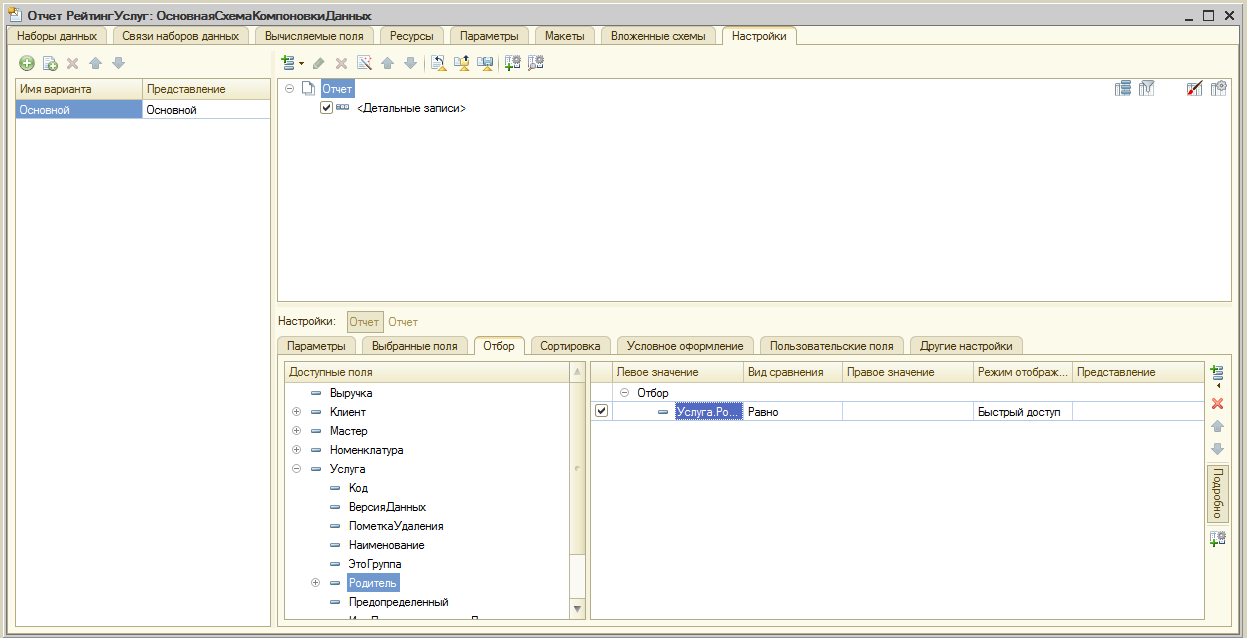 Отчет РейтингУслуг: ОсновнаяСхемаКомпоновкиДанных
Наборы данных Связи наборов данных Вычисляемые поля Ресурсы Параметры Макеты Вложенные схемы Настройки
Имя варианта Представление
Основной Основной
Отчет
<Детальные записи>
Настройки: Отчет Отчет
Параметры Выбранные поля Отбор Сортировка Условное оформление Пользовательские поля Другие настройки
Доступные поля
Выручка
Клиент
Мастер
Номенклатура
Услуга
Код
ВерсияДанных
ПометкаУдаления
Наименование
ЭтоГруппа
Родитель
Предопределенный
Левое значение Вид сравнения Правое значение Режим отображ... Представление
Отбор
Услуга.Ро... Равно Быстрый доступ
Подробно